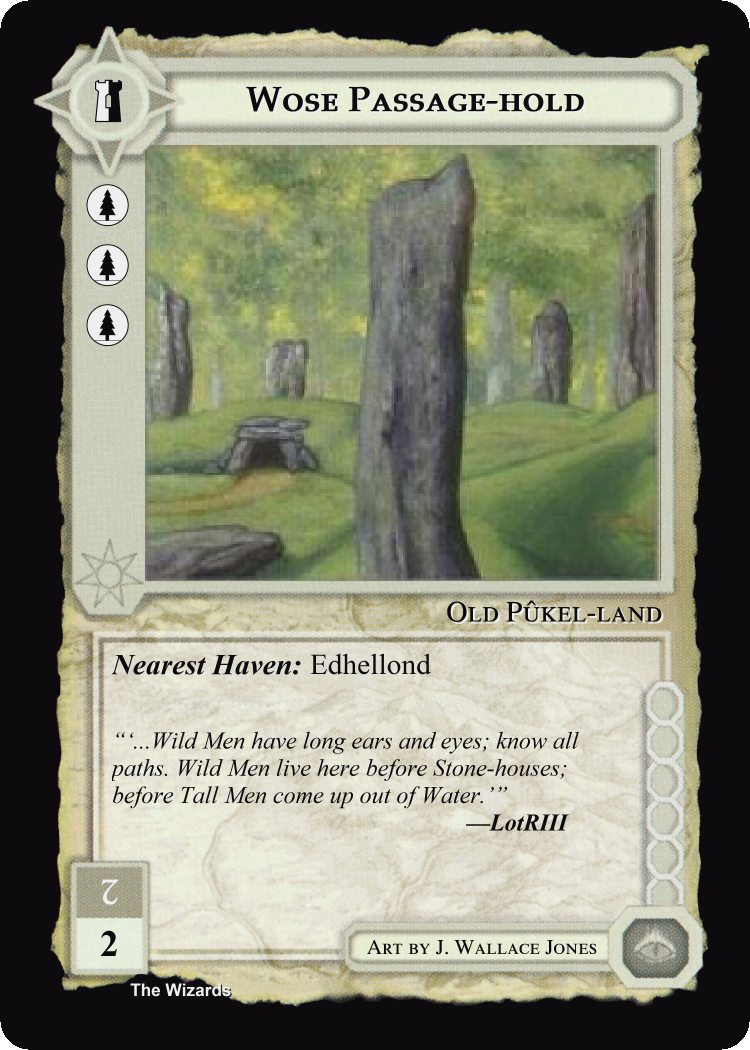 Wose Passage-hold
Old Pûkel-land
Nearest Haven: Edhellond
“‘...Wild Men have long ears and eyes; know all
paths. Wild Men live here before Stone-houses;
before Tall Men come up out of Water.’”
—LotRIII
2
2
Art by J. Wallace Jones
The Wizards